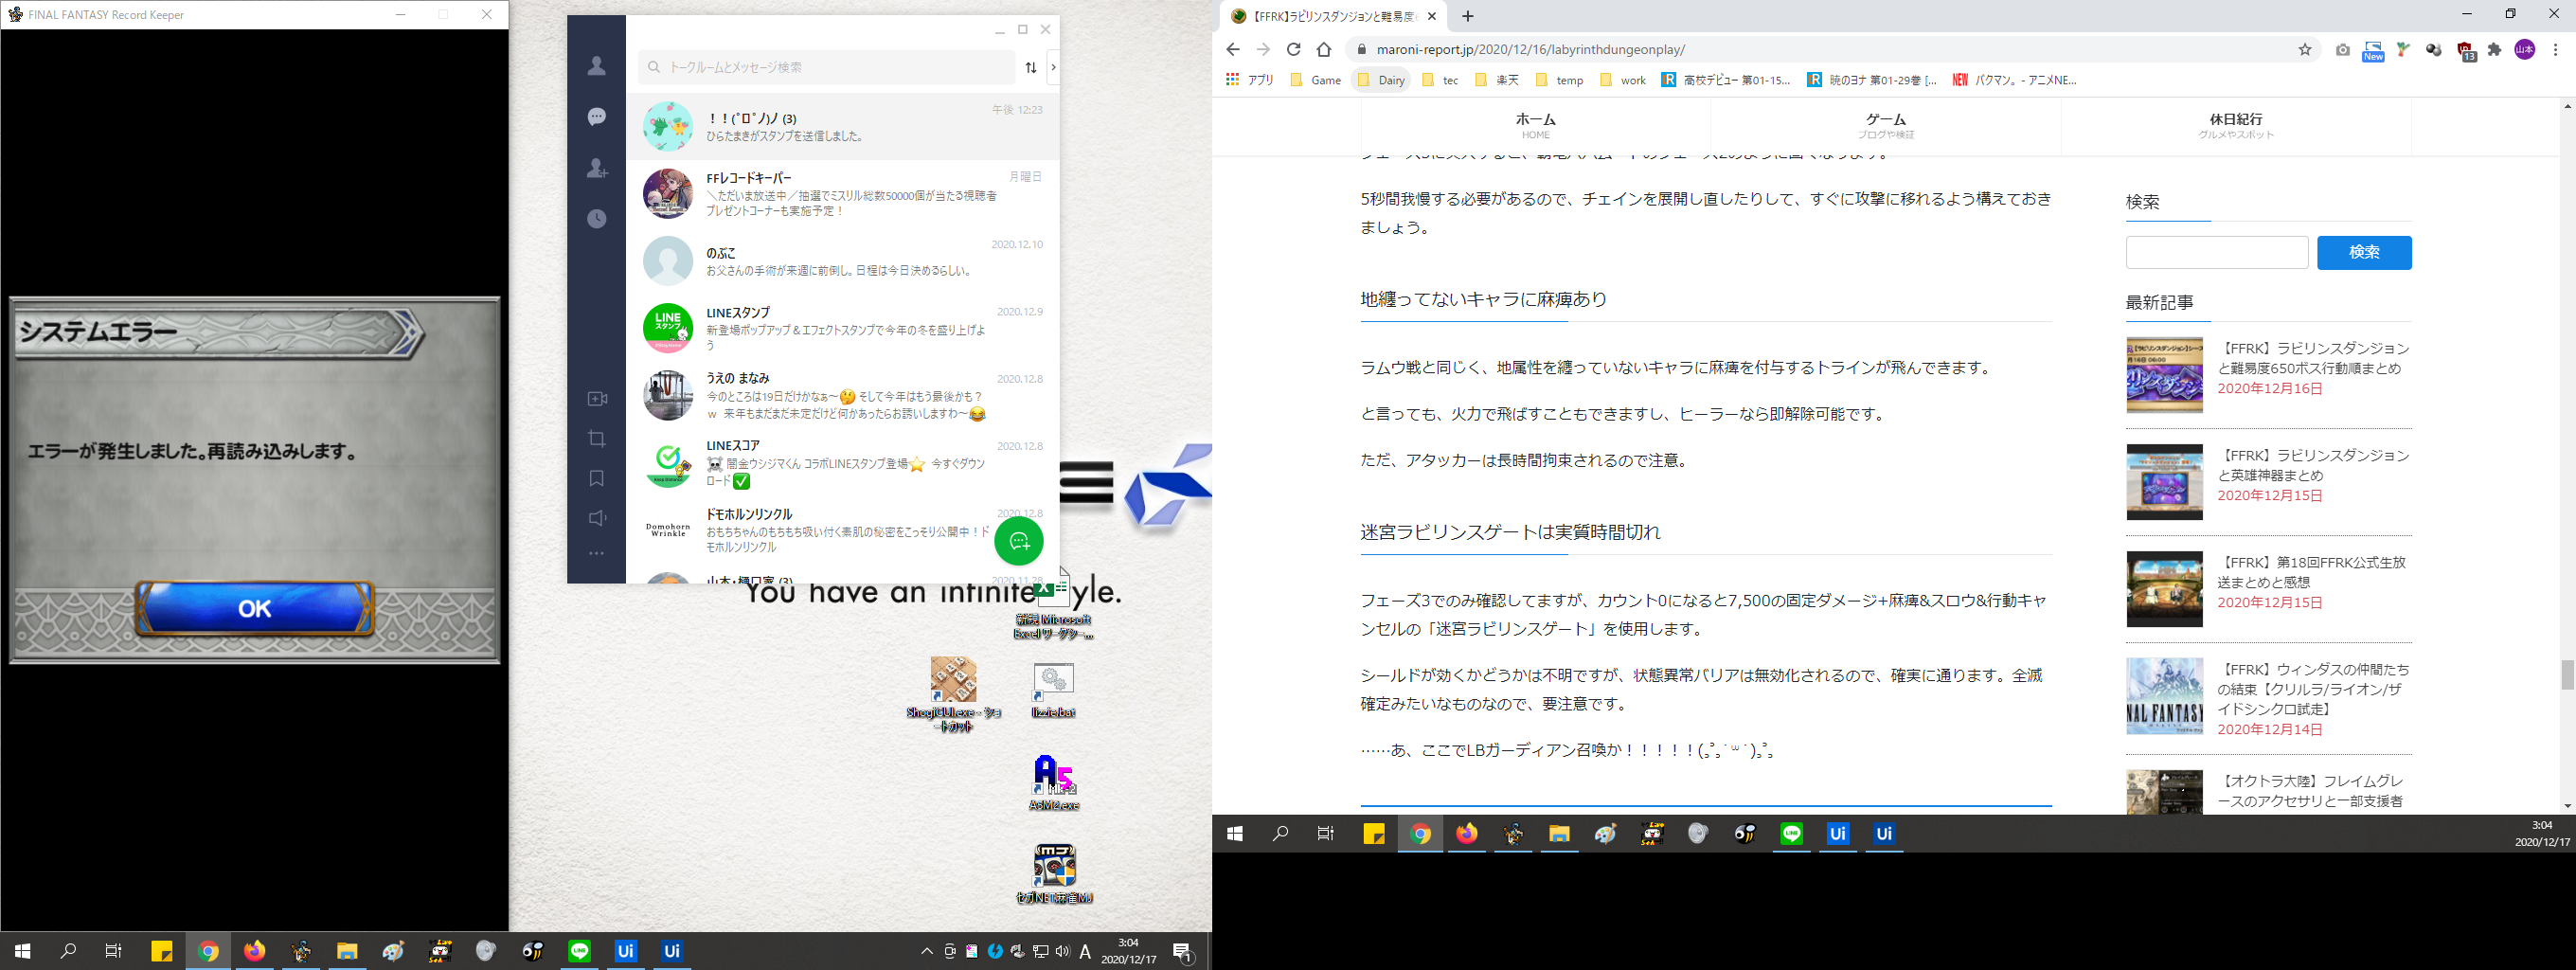 FINAL FANTASY Record Keeper
システムエラー
エラーが発生しました。再読み込みします。
OK
トークルームとメッセージ検索
！！(ﾟロﾟノ)ノ (3)
午後 12:23
ひらたまきがスタンプを送信しました。
FFレコードキーパー
月曜日
＼ただいま放送中／抽選でミスリル総数50000個が当たる視聴者
プレゼントコーナーも実施予定！
のぶこ
2020.12.10
お父さんの手術が来週に前倒し。日程は今日決めるらしい。
LINEスタンプ
2020.12.9
新登場ポップアップ＆エフェクトスタンプで今年の冬を盛り上げよ
う
うえの まなみ
2020.12.8
今のところは19日だけかなぁ～🤔 そして今年はもう最後かも？
w 来年もまだまだ未定だけど何かあったらお誘いしますわ～😂
LINEスコア
2020.12.8
☠ 闇金ウシジマくん コラボLINEスタンプ登場⭐ 今すぐダウン
ロード✅
ドモホルンリンクル
2020.12.8
Domohorn
Wrinkle
おもちちゃんのもちもち吸い付く素肌の秘密をこっそり公開中！ド
モホルンリンクル
山本・樋口家 (3)
2020.11.28
You have an infinite style.
新規 Microsoft
Excel ワークシー...
ShogiGUI.exe - ショ
ートカット
lizzie.bat
A5M2.exe
セガNET麻雀MJ
A
3:04
2020/12/17
1
【FFRK】ラビリンスダンジョンと難易度6
maroni-report.jp/2020/12/16/labyrinthdungeonplay/
New
13
山本
アプリ
Game
Dairy
tec
楽天
temp
work
高校デビュー 第01-15...
暁のヨナ 第01-29巻 [...
NEW バクマン。 - アニメNE...
ホーム
HOME
ゲーム
ブログや検証
休日紀行
グルメやスポット
5秒間我慢する必要があるので、チェインを展開し直したりして、すぐに攻撃に移れるよう構えておき
ましょう。
地纏ってないキャラに麻痺あり
ラムウ戦と同じく、地属性を纏っていないキャラに麻痺を付与するトラインが飛んできます。
と言っても、火力で飛ばすこともできますし、ヒーラーなら即解除可能です。
ただ、アタッカーは長時間拘束されるので注意。
迷宮ラビリンスゲートは実質時間切れ
フェーズ3でのみ確認してますが、カウント0になると7,500の固定ダメージ+麻痺&スロウ&行動キャ
ンセルの「迷宮ラビリンスゲート」を使用します。
シールドが効くかどうかは不明ですが、状態異常バリアは無効化されるので、確実に通ります。全滅
確定みたいなものなので、要注意です。
……あ、ここでLBガーディアン召喚か！！！！！
検索
検索
最新記事
【FFRK】ラビリンスダンジョン
と難易度650ボス行動順まとめ
2020年12月16日
【FFRK】ラビリンスダンジョン
と英雄神器まとめ
2020年12月15日
【FFRK】第18回FFRK公式生放
送まとめと感想
2020年12月15日
【FFRK】ウィンダスの仲間たち
の結束【クリルラ/ライオン/ザ
イドシンクロ試走】
2020年12月14日
【オクトラ大陸】フレイムグレ
ースのアクセサリと一部支援者
3:04
2020/12/17